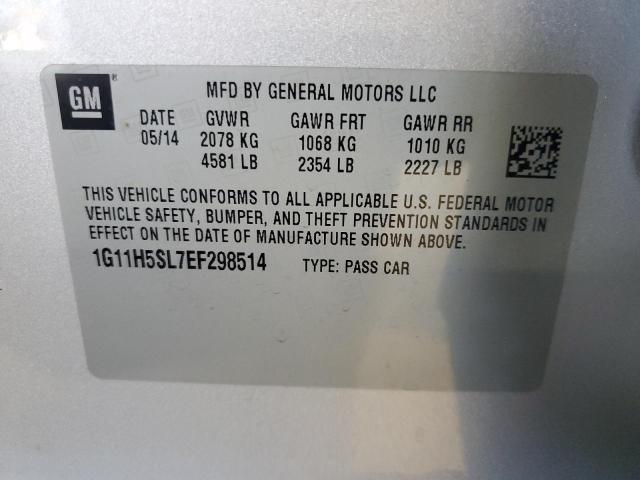 GM®
MFD BY GENERAL MOTORS LLC
DATE GVWR GAWR FRT GAWR RR
05/14 2078 KG 1068 KG 1010 KG
4581 LB 2354 LB 2227 LB
THIS VEHICLE CONFORMS TO ALL APPLICABLE U.S. FEDERAL MOTOR
VEHICLE SAFETY, BUMPER, AND THEFT PREVENTION STANDARDS IN
EFFECT ON THE DATE OF MANUFACTURE SHOWN ABOVE.
1G11H5SL7EF298514 TYPE: PASS CAR